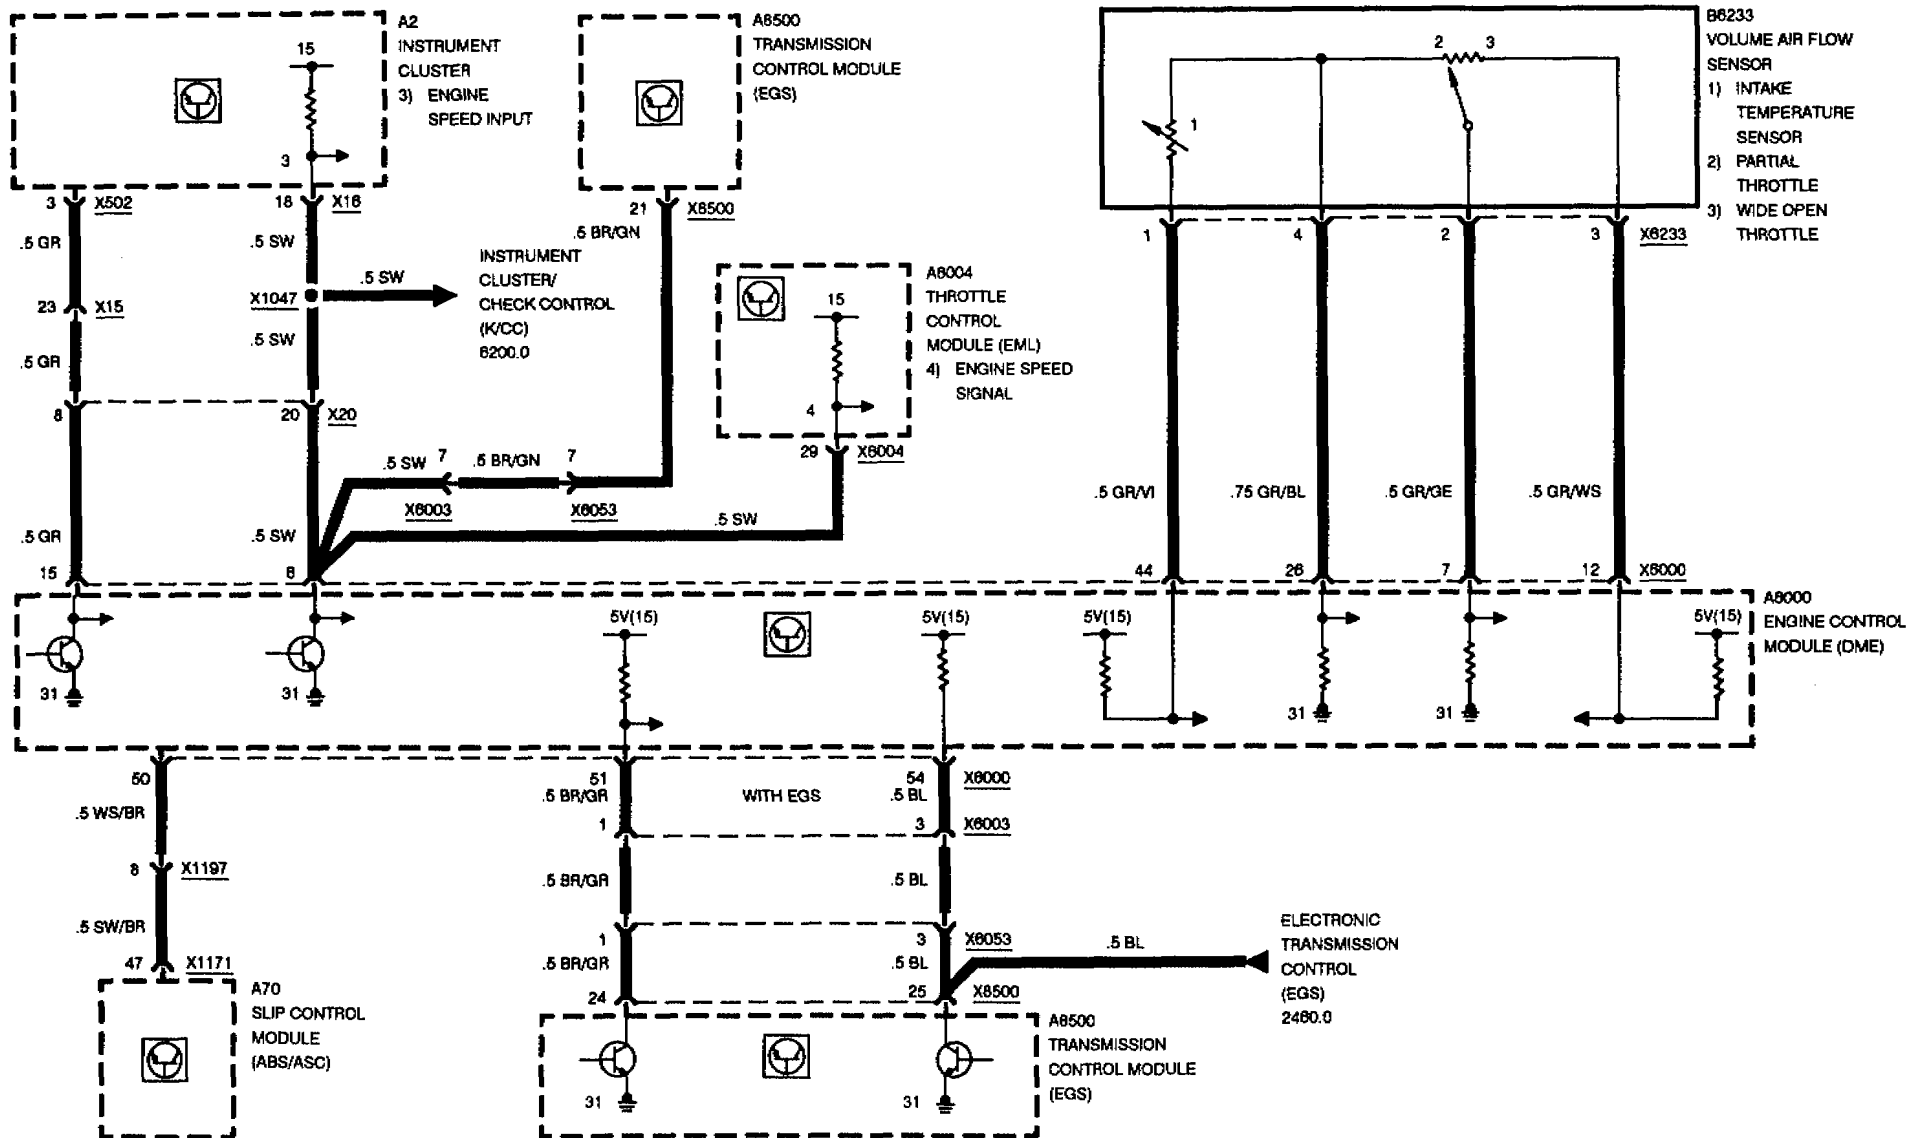 A2
INSTRUMENT
CLUSTER
3) ENGINE
SPEED INPUT
15
3
A8500
TRANSMISSION
CONTROL MODULE
(EGS)
B6233
VOLUME AIR FLOW
SENSOR
1) INTAKE
TEMPERATURE
SENSOR
2) PARTIAL
THROTTLE
3) WIDE OPEN
THROTTLE
2 3
1
3 X502
18 X16
21 X8500
.5 GR
.5 SW
.5 BR/GN
1 4 2 3 X6233
INSTRUMENT
CLUSTER/
CHECK CONTROL
(K/CC)
6200.0
.5 SW
X1047
23 X15
.5 SW
.5 GR
A6004
THROTTLE
CONTROL
MODULE (EML)
4) ENGINE SPEED
SIGNAL
15
4
29 X6004
8 20 X20
.5 SW 7 .5 BR/GN 7
X6003 X6053
.5 SW
.5 GR .5 SW
.5 GR/VI .75 GR/BL .5 GR/GE .5 GR/WS
15 6 44 26 7 12 X6000
A6000
ENGINE CONTROL
MODULE (DME)
5V(15) 5V(15) 5V(15) 5V(15)
31 31 31 31
50 51 54 X6000
.5 BR/GR WITH EGS .5 BL
.5 WS/BR
1 3 X6003
8 X1197
.5 BR/GR .5 BL
.5 SW/BR
1 3 X6053
.5 BL
ELECTRONIC
TRANSMISSION
CONTROL
(EGS)
2460.0
.5 BR/GR .5 BL
47 X1171
24 25 X8500
A70
SLIP CONTROL
MODULE
(ABS/ASC)
A8500
TRANSMISSION
CONTROL MODULE
(EGS)
31 31